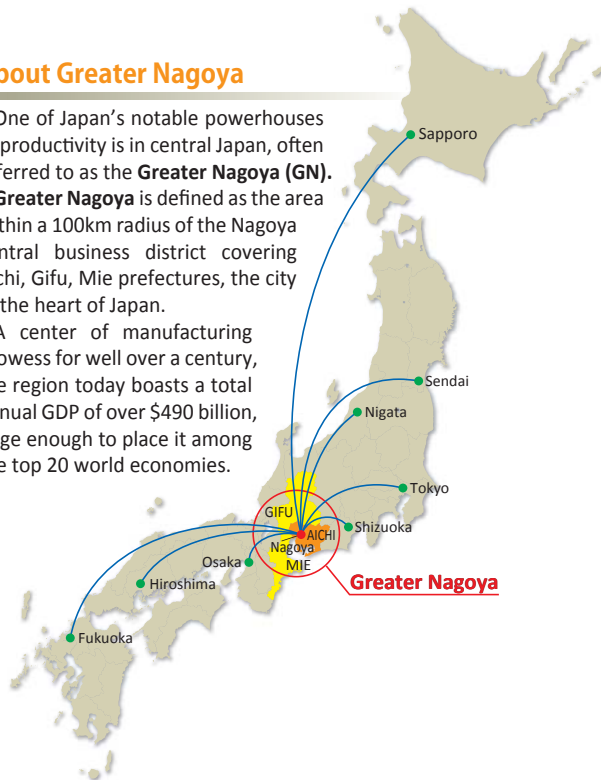 bout Greater Nagoya
One of Japan's notable powerhouses
productivity is in central Japan, often
ferred to as the Greater Nagoya (GN).
Greater Nagoya is defined as the area
thin a 100km radius of the Nagoya
ntral business district covering
chi, Gifu, Mie prefectures, the city
the heart of Japan.
A center of manufacturing
owess for well over a century,
e region today boasts a total
nual GDP of over $490 billion,
ge enough to place it among
e top 20 world economies.
Sapporo
Sendai
Nigata
Tokyo
GIFU
Shizuoka
AICHI
Nagoya
Osaka
MIE
Hiroshima
Greater Nagoya
Fukuoka